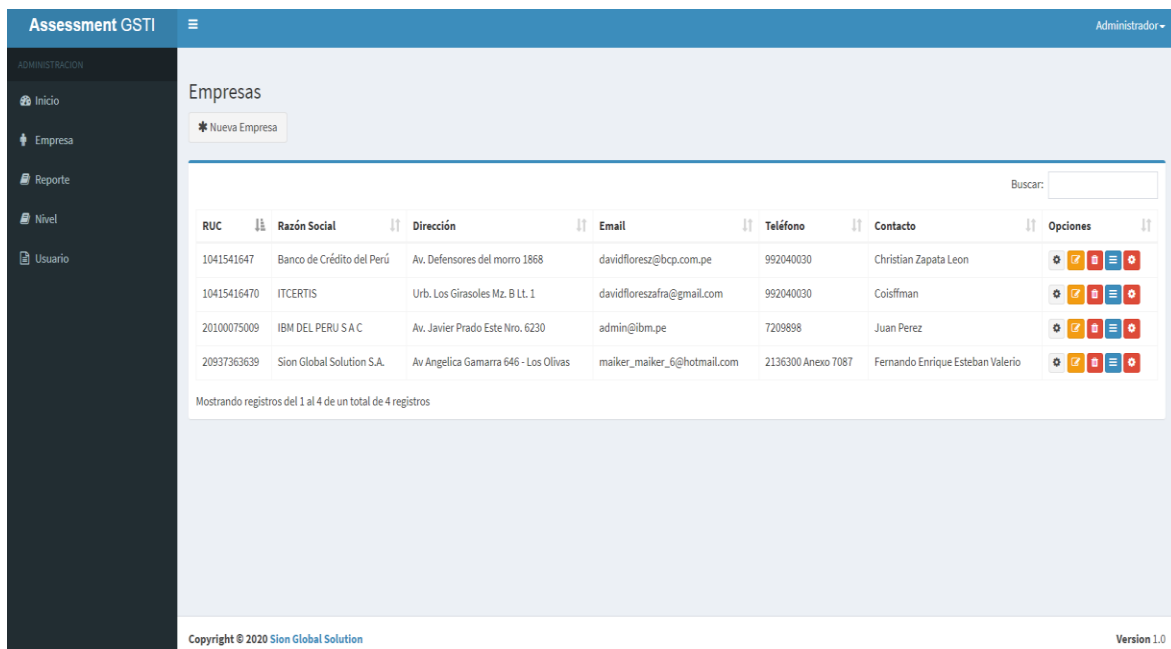 Assessment GSTI
Administrador
ADMINISTRACION
Inicio
Empresa
Reporte
Nivel
Usuario
Empresas
Nueva Empresa
Buscar:
RUC Razón Social Dirección Email Teléfono Contacto Opciones
1041541647 Banco de Crédito del Perú Av. Defensores del morro 1868 davidfloresz@bcp.com.pe 992040030 Christian Zapata Leon
10415416470 ITCERTIS Urb. Los Girasoles Mz. B Lt. 1 davidfloreszafra@gmail.com 992040030 Coisffman
20100075009 IBM DEL PERU S A C Av. Javier Prado Este Nro. 6230 admin@ibm.pe 7209898 Juan Perez
20937363639 Sion Global Solution S.A. Av Angelica Gamarra 646 - Los Olivas maiker_maiker_6@hotmail.com 2136300 Anexo 7087 Fernando Enrique Esteban Valerio
Mostrando registros del 1 al 4 de un total de 4 registros
Copyright © 2020 Sion Global Solution
Version 1.0